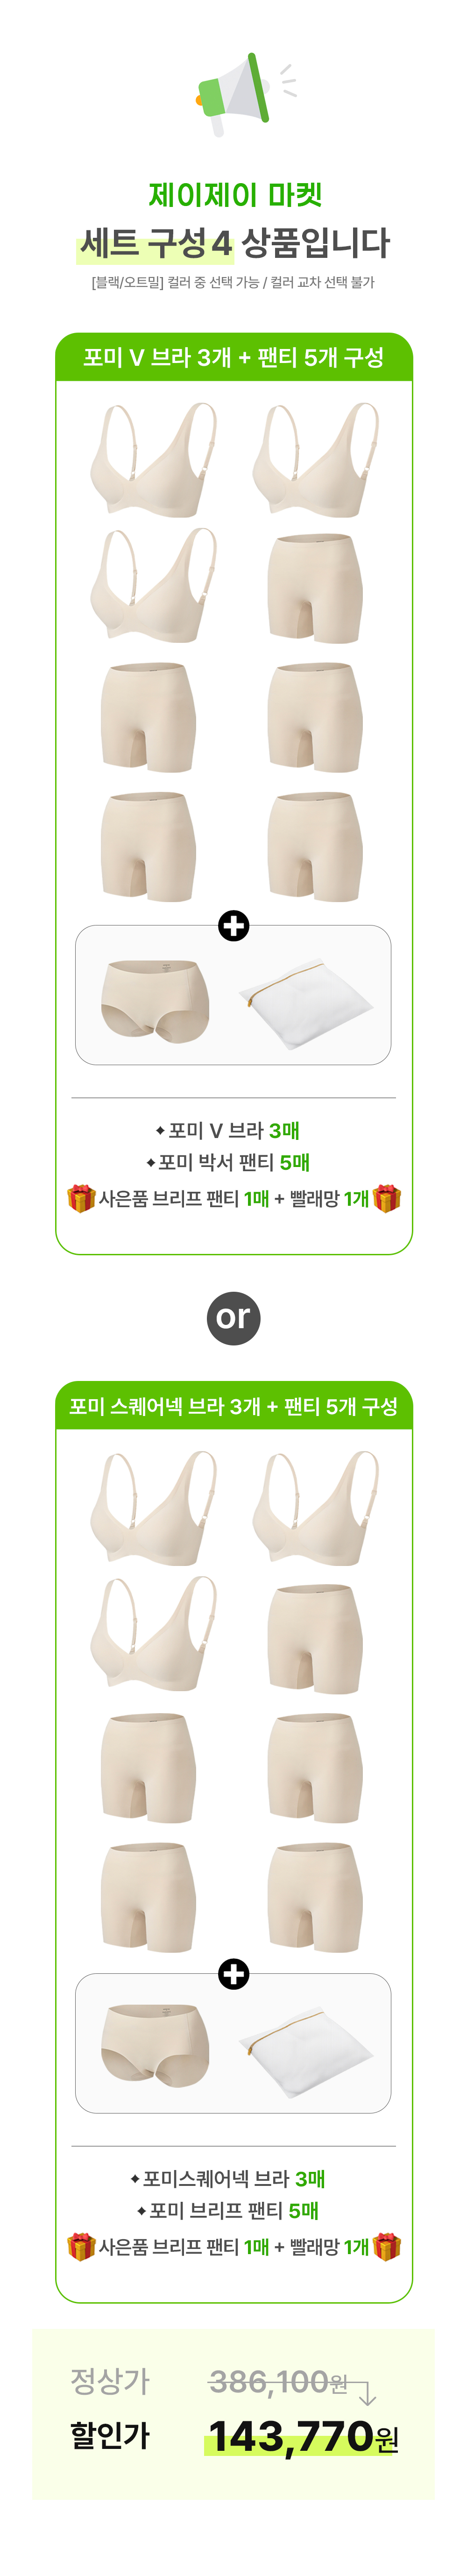 제이제이 마켓
세트 구성 4 상품입니다
[블랙/오트밀] 컬러 중 선택 가능 / 컬러 교차 선택 불가
포미 V 브라 3개 + 팬티 5개 구성
포미 V 브라 3매
포미 박서 팬티 5매
사은품 브리프 팬티 1매 + 빨래망 1개
or
포미 스퀘어넥 브라 3개 + 팬티 5개 구성
포미스퀘어넥 브라 3매
포미 브리프 팬티 5매
사은품 브리프 팬티 1매 + 빨래망 1개
정상가 386,100원
할인가 143,770원